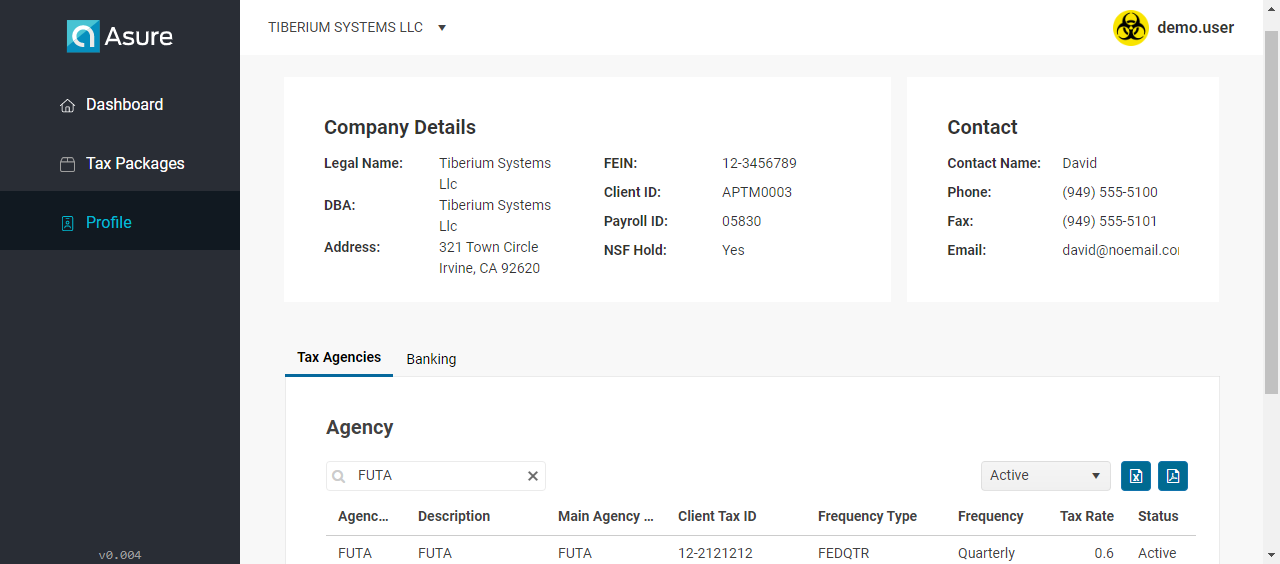 Asure
TIBERIUM SYSTEMS LLC
demo.user
Dashboard
Tax Packages
Profile
v0.004
Company Details
Legal Name: Tiberium Systems Llc
DBA: Tiberium Systems Llc
Address: 321 Town Circle
Irvine, CA 92620
FEIN: 12-3456789
Client ID: APTM0003
Payroll ID: 05830
NSF Hold: Yes
Contact
Contact Name: David
Phone: (949) 555-5100
Fax: (949) 555-5101
Email: david@noemail.co
Tax Agencies Banking
Agency
FUTA
Active
Agenc... Description Main Agency ... Client Tax ID Frequency Type Frequency Tax Rate Status
FUTA FUTA FUTA 12-2121212 FEDQTR Quarterly 0.6 Active